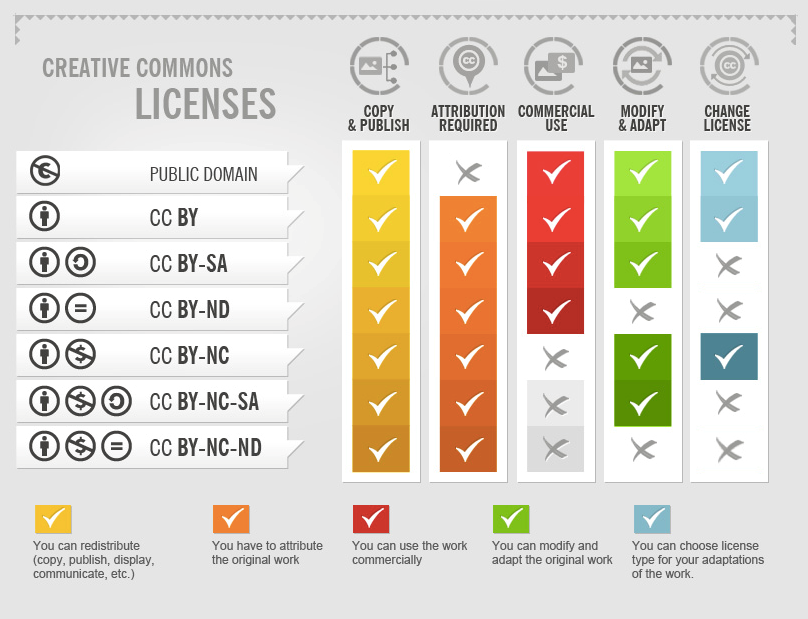 CREATIVE COMMONS
LICENSES
COPY
& PUBLISH
ATTRIBUTION
REQUIRED
COMMERCIAL
USE
MODIFY
& ADAPT
CHANGE
LICENSE
PUBLIC DOMAIN
CC BY
CC BY-SA
CC BY-ND
CC BY-NC
CC BY-NC-SA
CC BY-NC-ND
You can redistribute
(copy, publish, display,
communicate, etc.)
You have to attribute
the original work
You can use the work
commercially
You can modify and
adapt the original work
You can choose license
type for your adaptations
of the work.